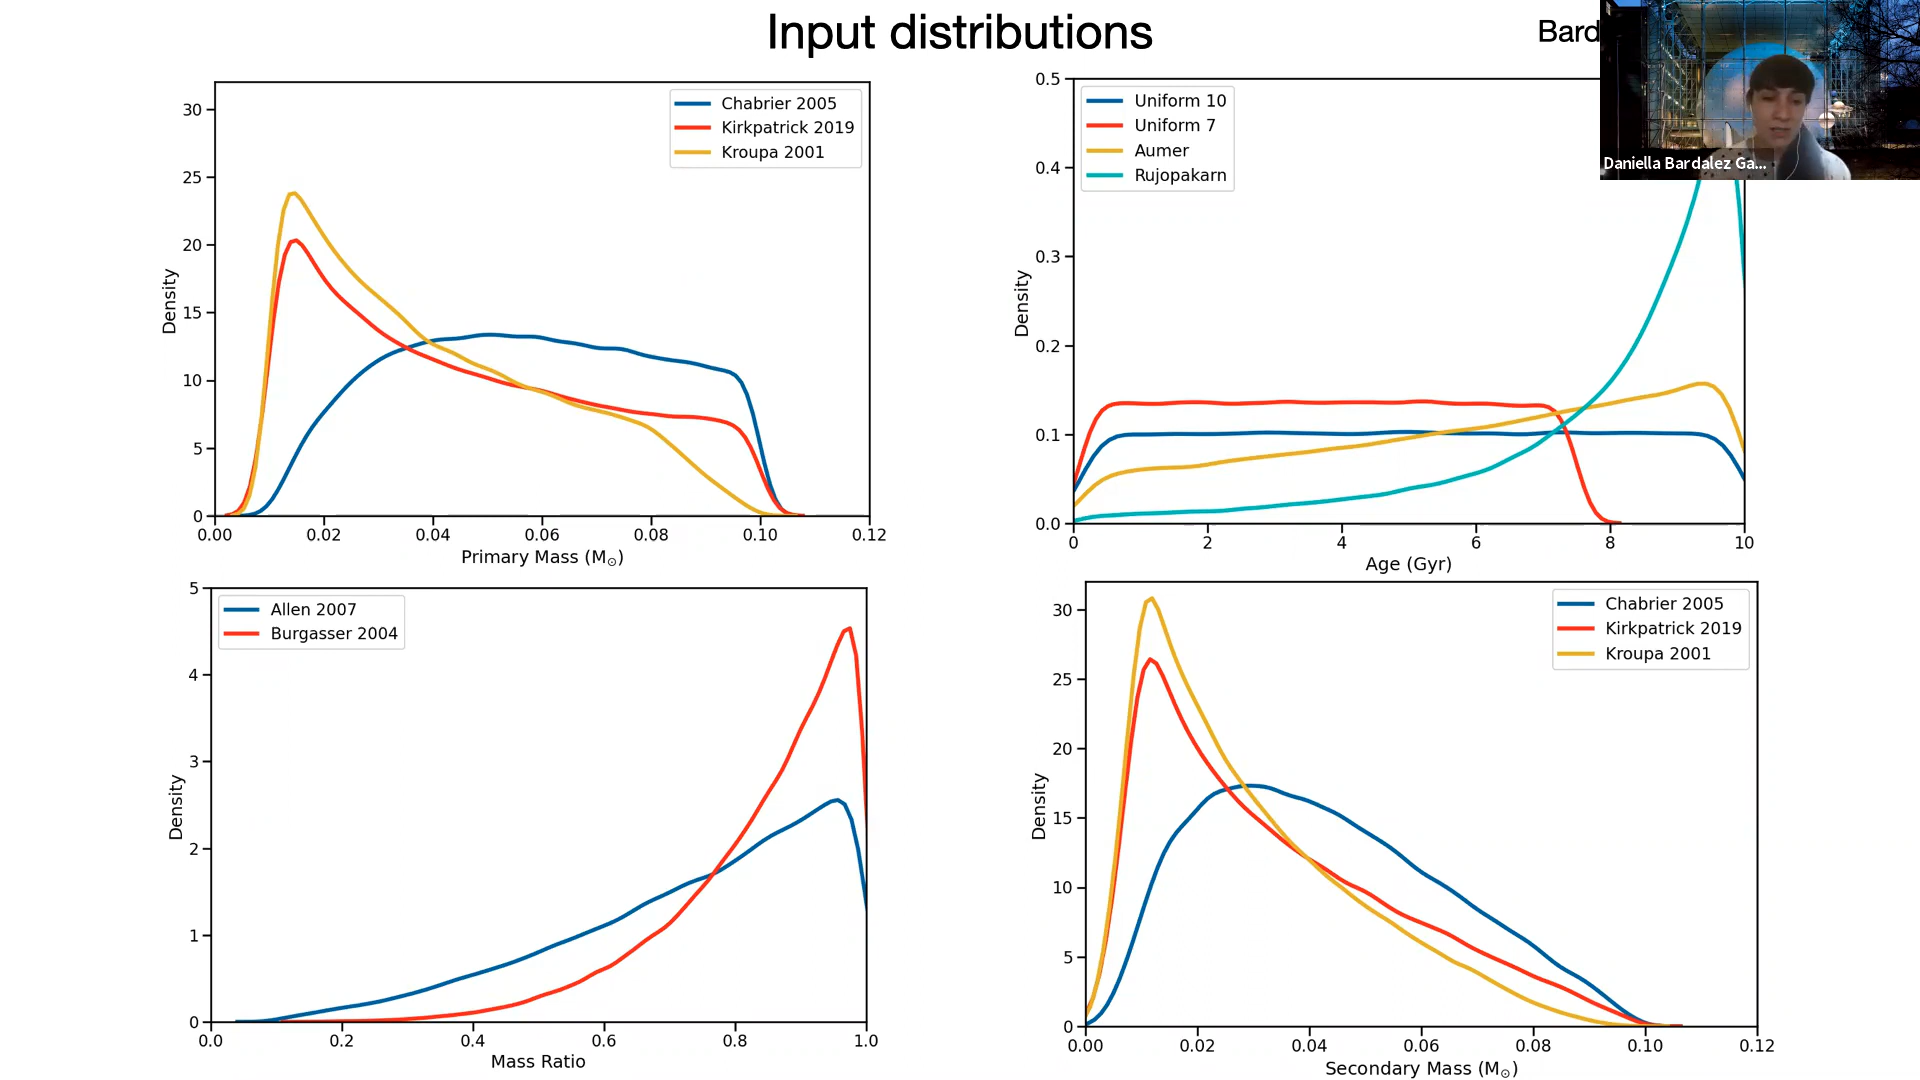 Input distributions
Bard
Daniella Bardalez Ga...
Chabrier 2005
Kirkpatrick 2019
Kroupa 2001
30
25
20
15
10
5
0
Density
0.00 0.02 0.04 0.06 0.08 0.10 0.12
Primary Mass (M⊙)
Uniform 10
Uniform 7
Aumer
Rujopakarn
0.5
0.4
0.3
0.2
0.1
0.0
Density
0 2 4 6 8 10
Age (Gyr)
Allen 2007
Burgasser 2004
5
4
3
2
1
0
Density
0.0 0.2 0.4 0.6 0.8 1.0
Mass Ratio
Chabrier 2005
Kirkpatrick 2019
Kroupa 2001
30
25
20
15
10
5
0
Density
0.00 0.02 0.04 0.06 0.08 0.10 0.12
Secondary Mass (M⊙)